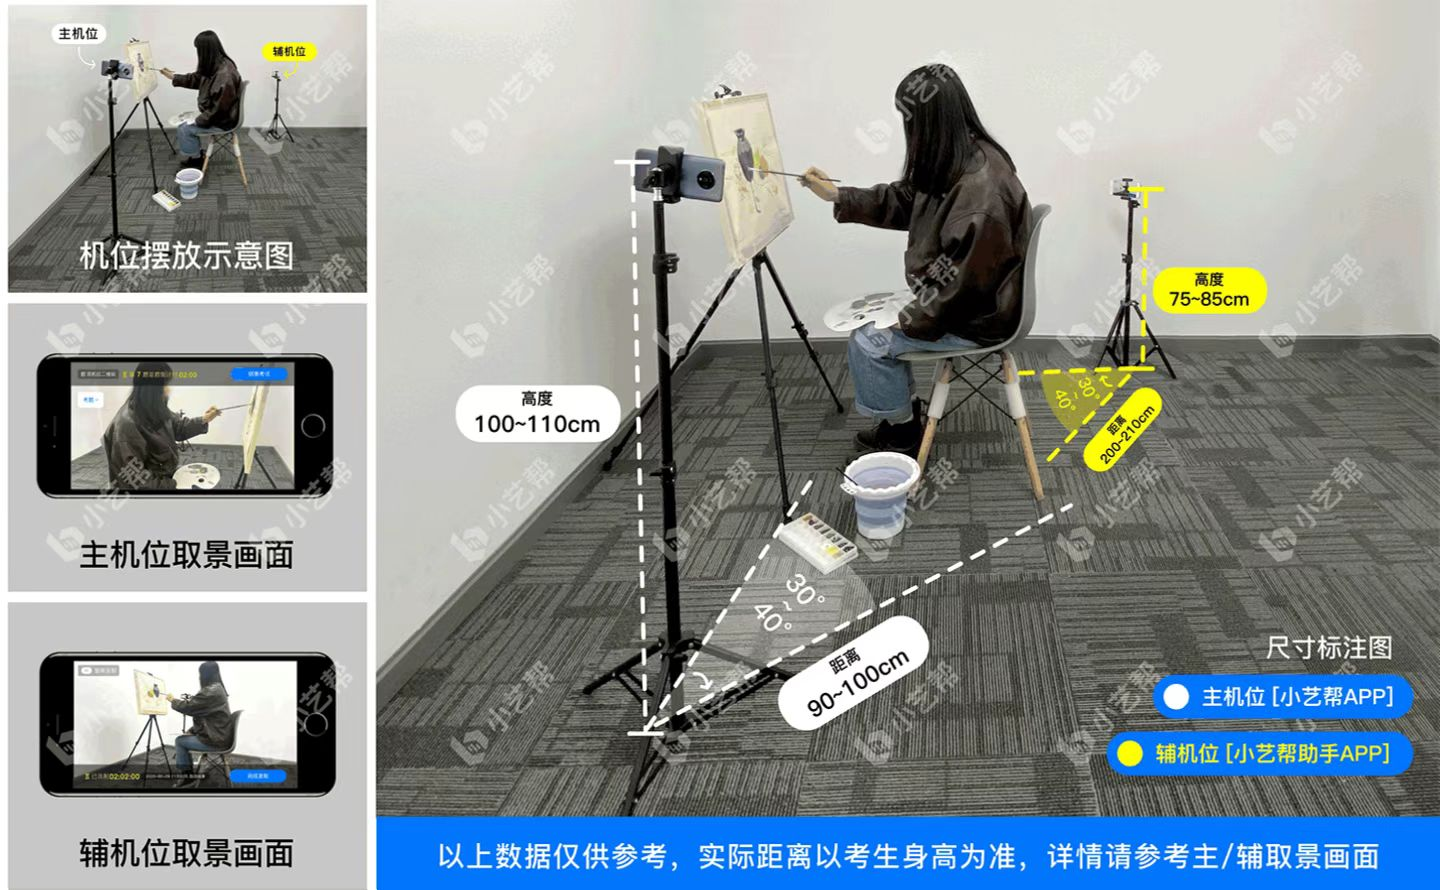 主机位
辅机位
机位摆放示意图
主机位取景画面
辅机位取景画面
高度
100~110cm
高度
75~85cm
30°
~
40°
距离
200~210cm
30°
~
40°
距离
90~100cm
尺寸标注图
主机位 [小艺帮APP]
辅机位 [小艺帮助手APP]
以上数据仅供参考，实际距离以考生身高为准，详情请参考主/辅取景画面
小艺帮